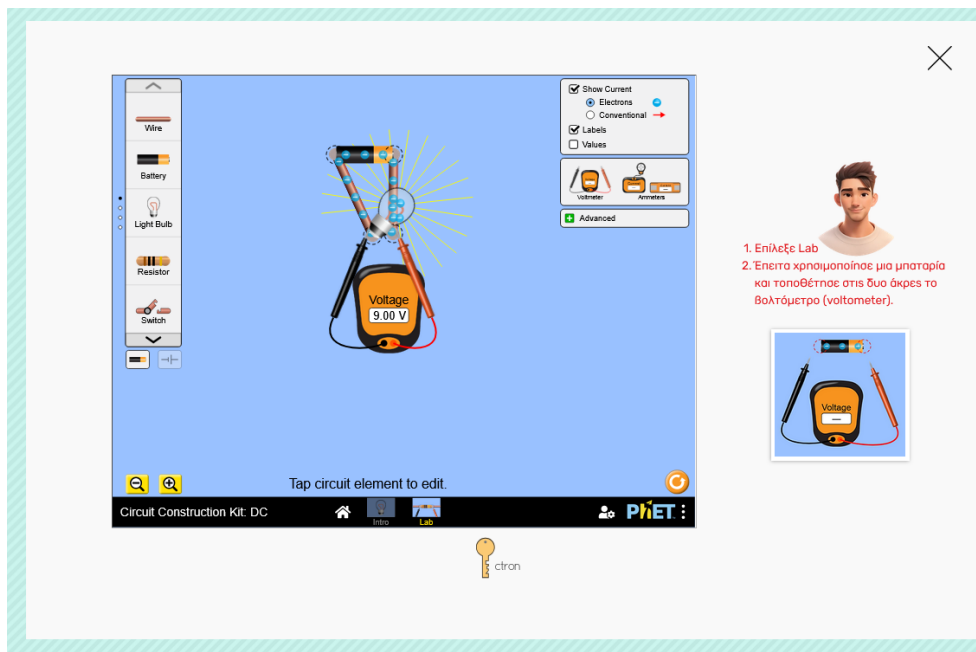 Wire
Battery
Light Bulb
Resistor
Switch
Show Current
Electrons
Conventional
Labels
Values
Voltmeter
Ammeters
Advanced
Voltage
9.00 V
Tap circuit element to edit.
Circuit Construction Kit: DC
Intro
Lab
PhET
1. Επίλεξε Lab
2. Έπειτα χρησιμοποίησε μια μπαταρία
και τοποθέτησε στις δυο άκρες το
βολτόμετρο (voltometer).
Voltage
—
ctron